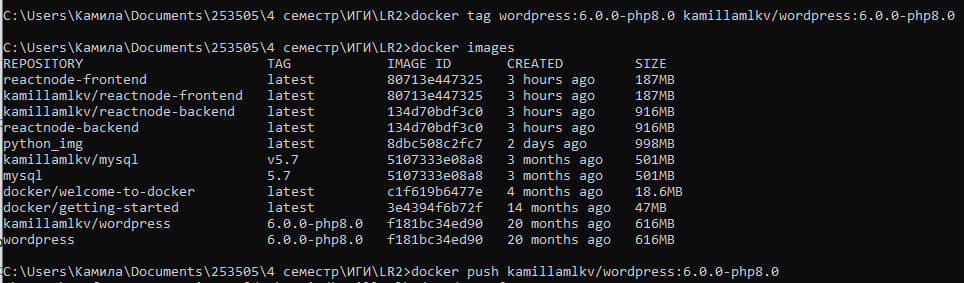 C:\Users\Камила\Documents\253505\4 семестр\ИГИ\LR2>docker tag wordpress:6.0.0-php8.0 kamillamlkv/wordpress:6.0.0-php8.0
C:\Users\Камила\Documents\253505\4 семестр\ИГИ\LR2>docker images
REPOSITORY TAG IMAGE ID CREATED SIZE
reactnode-frontend latest 80713e447325 3 hours ago 187MB
kamillamlkv/reactnode-frontend latest 80713e447325 3 hours ago 187MB
kamillamlkv/reactnode-backend latest 134d70bdf3c0 3 hours ago 916MB
reactnode-backend latest 134d70bdf3c0 3 hours ago 916MB
python_img latest 8dbc508c2fc7 2 days ago 998MB
kamillamlkv/mysql v5.7 5107333e08a8 3 months ago 501MB
mysql 5.7 5107333e08a8 3 months ago 501MB
docker/welcome-to-docker latest c1f619b6477e 4 months ago 18.6MB
docker/getting-started latest 3e4394f6b72f 14 months ago 47MB
kamillamlkv/wordpress 6.0.0-php8.0 f181bc34ed90 20 months ago 616MB
wordpress 6.0.0-php8.0 f181bc34ed90 20 months ago 616MB
C:\Users\Камила\Documents\253505\4 семестр\ИГИ\LR2>docker push kamillamlkv/wordpress:6.0.0-php8.0